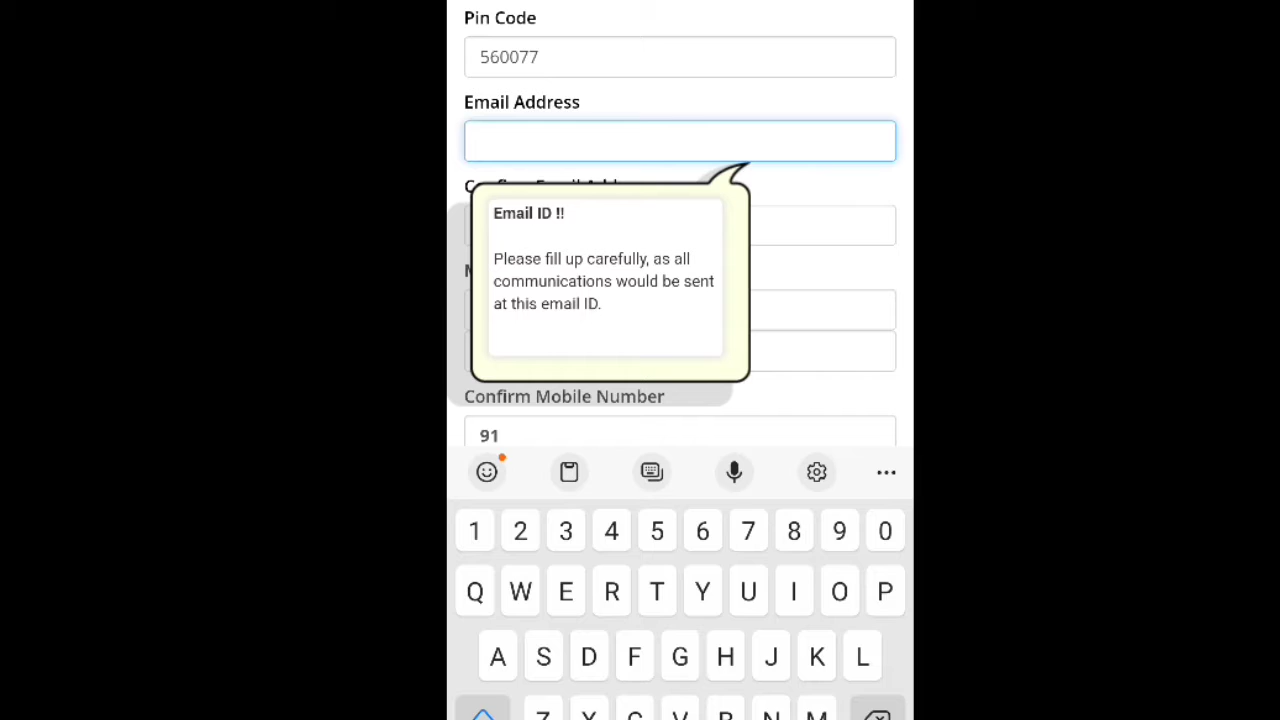 Pin Code
560077
Email Address
Email ID !!
Please fill up carefully, as all
communications would be sent
at this email ID.
Confirm Mobile Number
91
1 2 3 4 5 6 7 8 9 0
Q W E R T Y U I O P
A S D F G H J K L
Z X C V B N M